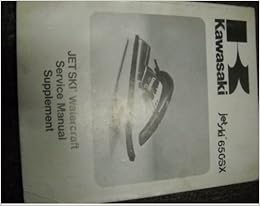 Kawasaki
jet ski® 650SX
JET SKI® Watercraft
Service Manual
Supplement